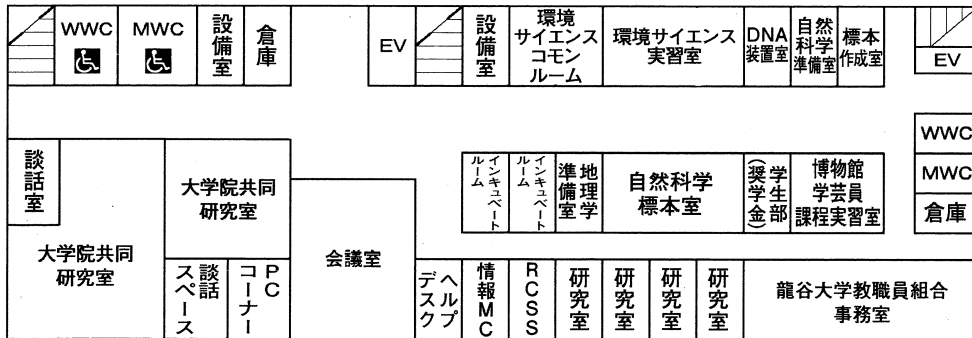 WWC
MWC
設備室
倉庫
EV
設備室
環境
サイエンス
コモン
ルーム
環境サイエンス
実習室
DNA
装置室
自然
科学
準備室
標本
作成室
EV
WWC
MWC
倉庫
談話室
大学院共同
研究室
大学院共同
研究室
会議室
インキュベート
ルーム
インキュベート
ルーム
地理学
準備室
自然科学
標本室
学生部
(奨学金)
博物館
学芸員
課程実習室
談話
スペース
PC
コーナー
ヘルプ
デスク
情報MC
RCSS
研究室
研究室
研究室
研究室
龍谷大学教職員組合
事務室